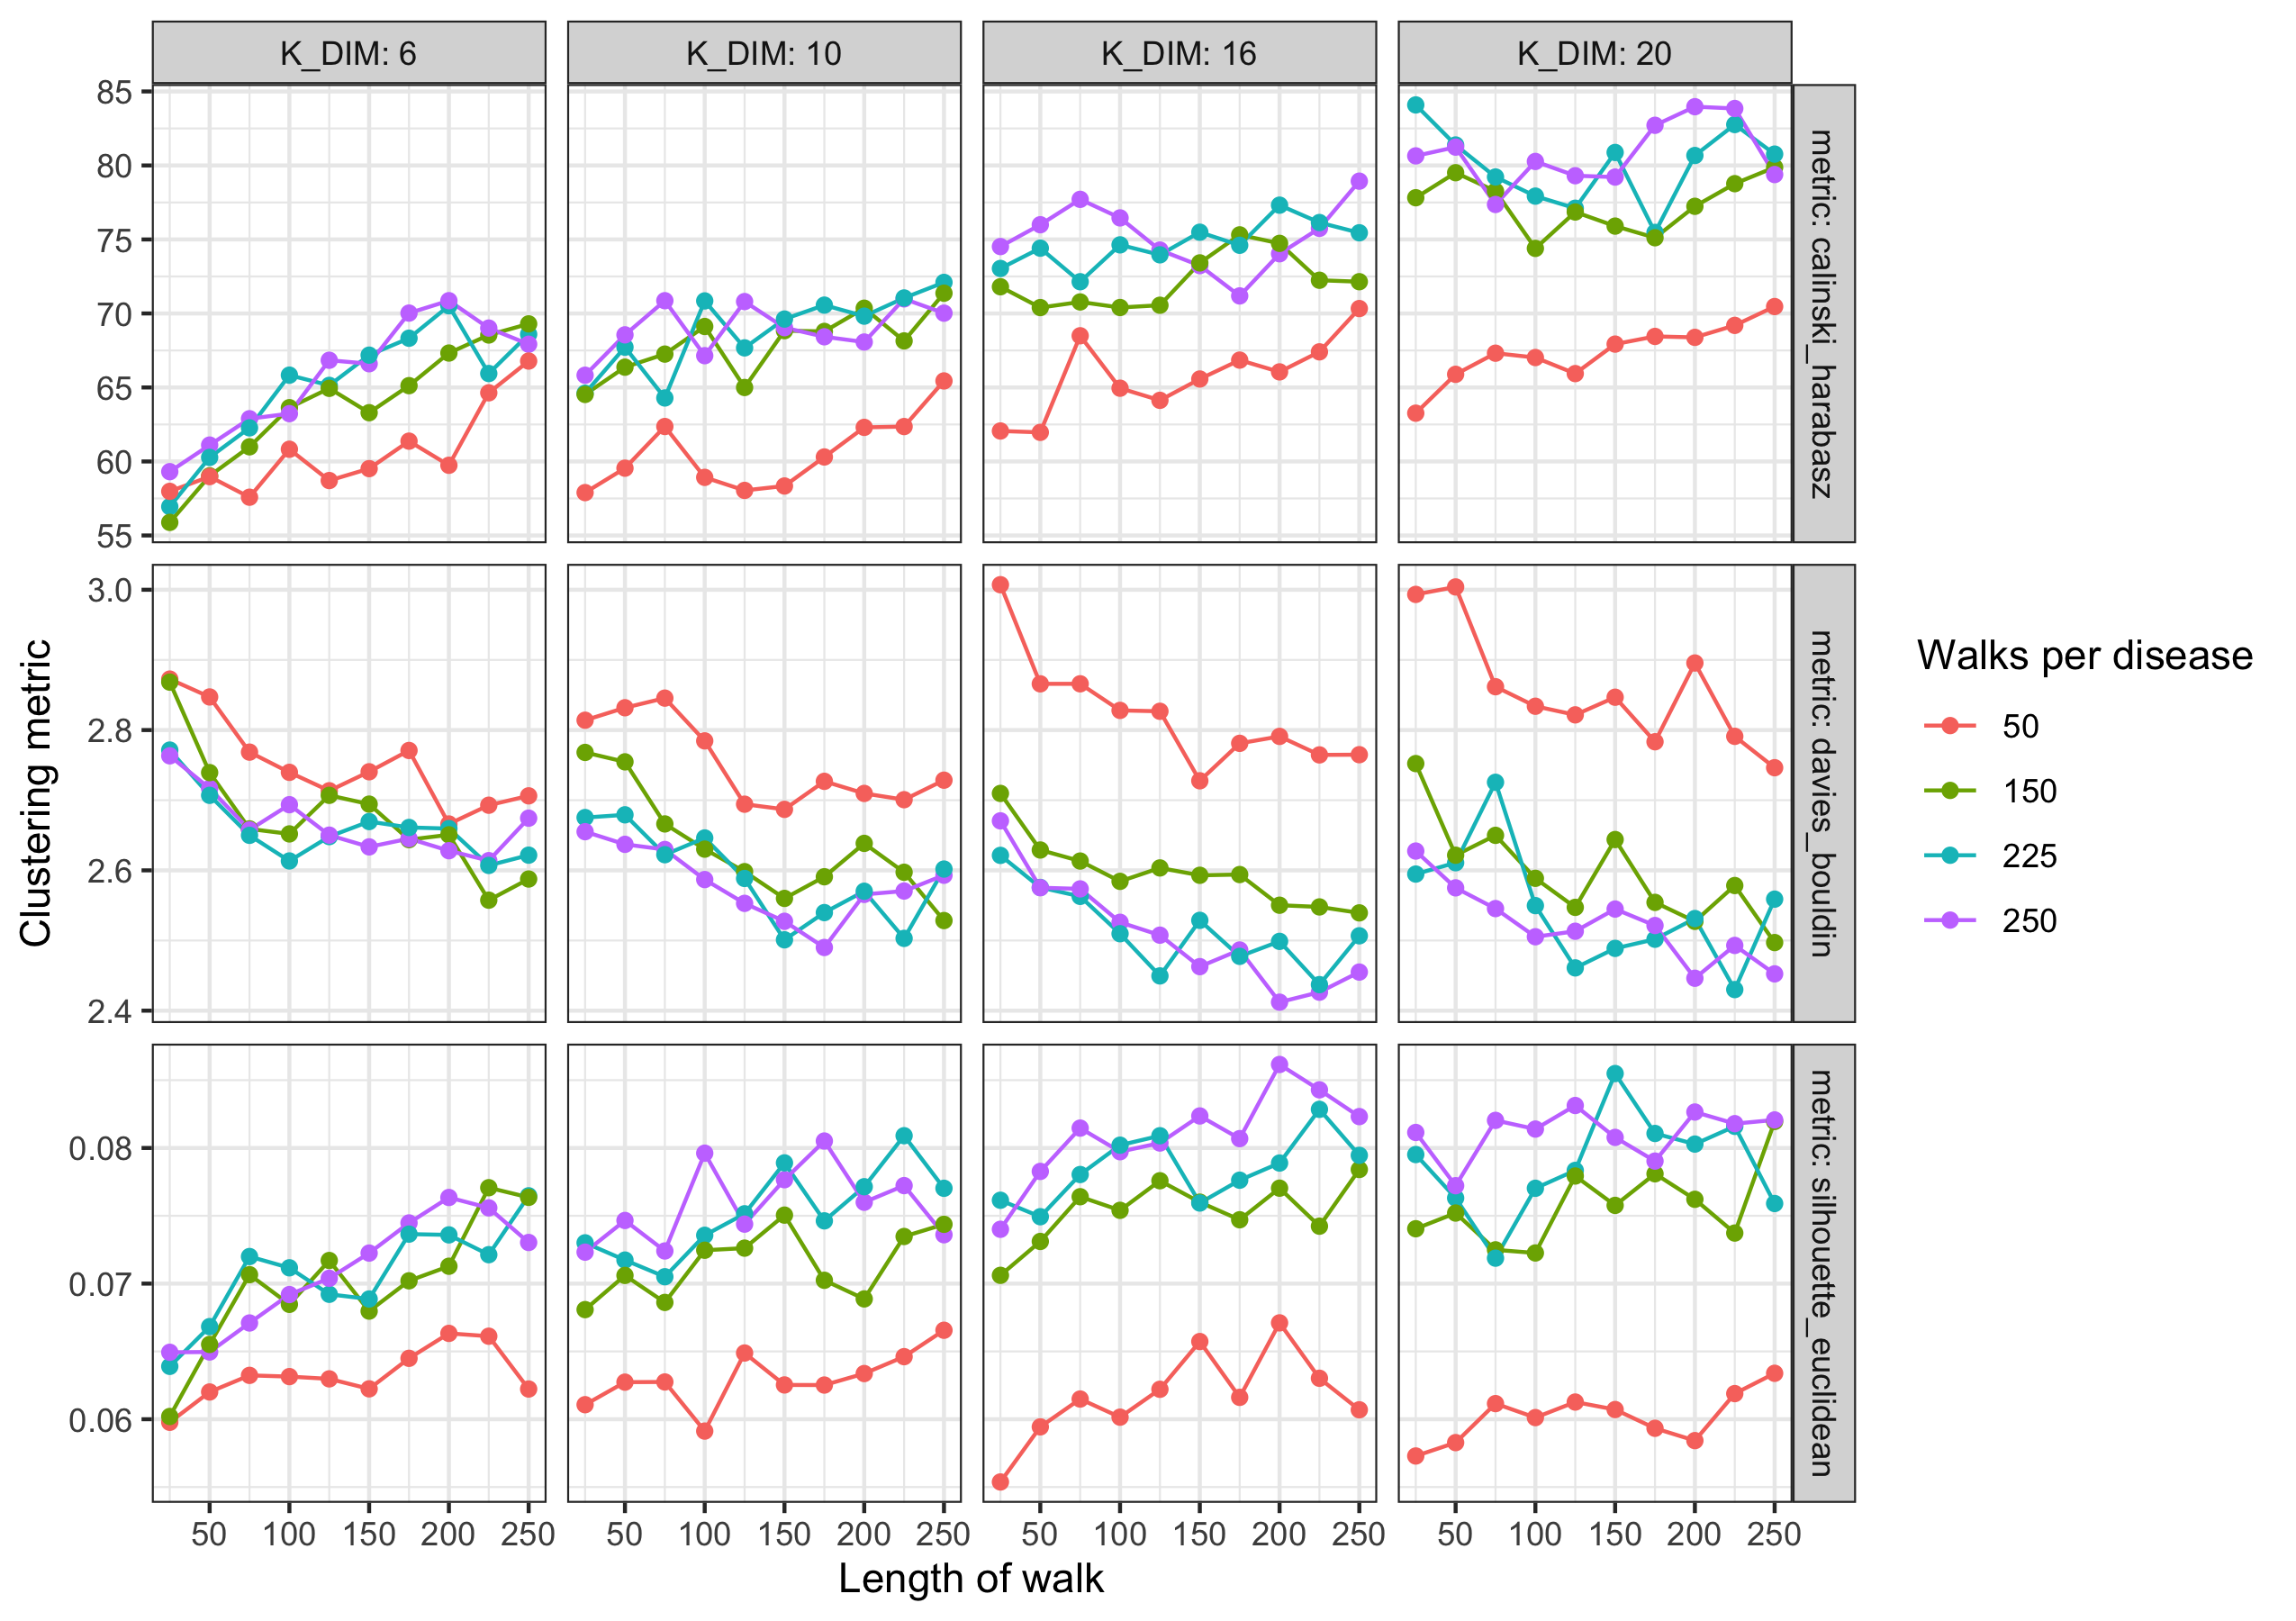 K_DIM: 6
K_DIM: 10
K_DIM: 16
K_DIM: 20
85
80
75
70
65
60
55
metric: calinski_harabasz
3.0
2.8
2.6
2.4
metric: davies_bouldin
0.08
0.07
0.06
metric: silhouette_euclidean
Clustering metric
50 100 150 200 250
50 100 150 200 250
50 100 150 200 250
50 100 150 200 250
Length of walk
Walks per disease
50
150
225
250